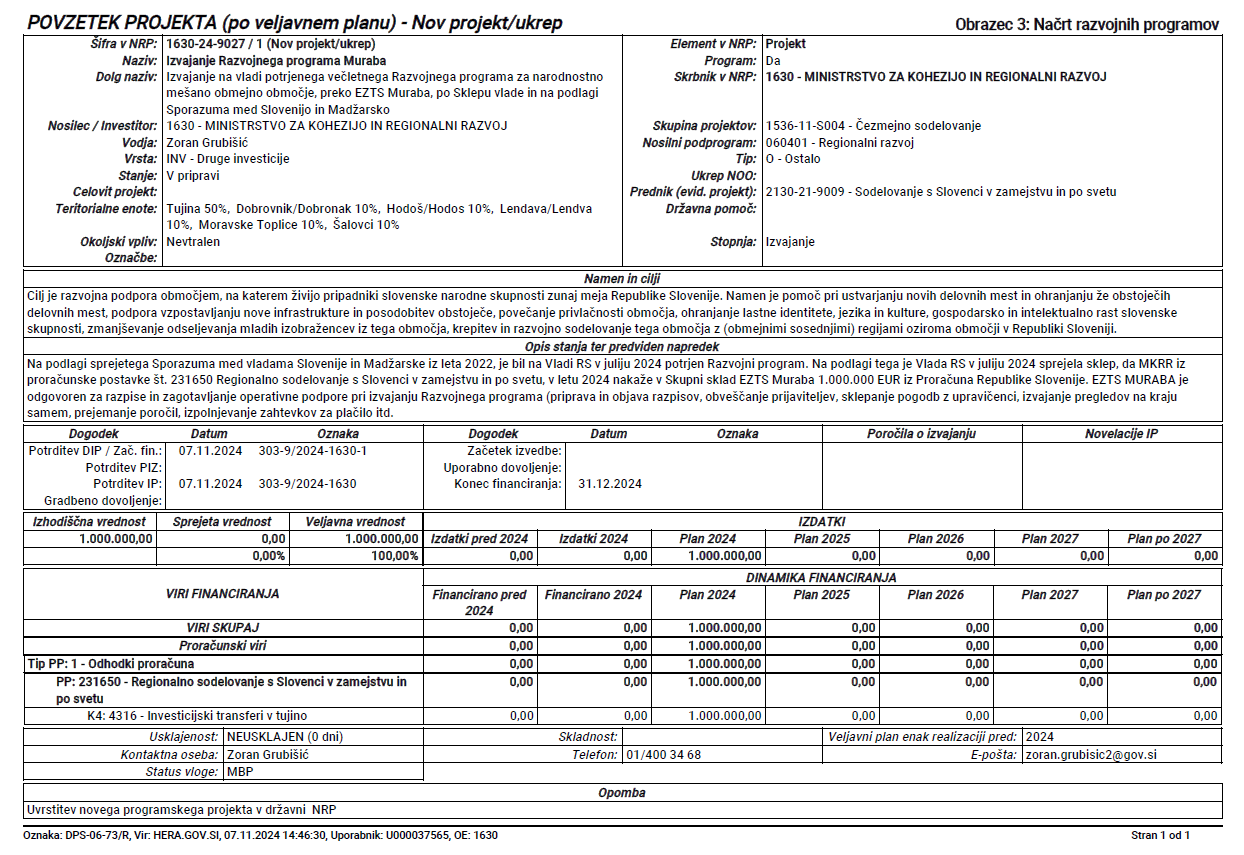 POVZETEK PROJEKTA (po veljavnem planu) - Nov projekt/ukrep
Obrazec 3: Načrt razvojnih programov
Šifra v NRP: 1630-24-9027 / 1 (Nov projekt/ukrep)
Naziv: Izvajanje Razvojnega programa Muraba
Dolg naziv: Izvajanje na vladi potrjenega večletnega Razvojnega programa za narodnostno
mešano obmejno območje, preko EZTS Muraba, po Sklepu vlade in na podlagi
Sporazuma med Slovenijo in Madžarsko
Nosilec / Investitor: 1630 - MINISTRSTVO ZA KOHEZIJO IN REGIONALNI RAZVOJ
Vodja: Zoran Grubišić
Vrsta: INV - Druge investicije
Stanje: V pripravi
Celovit projekt:
Teritorialne enote: Tujina 50%, Dobrovnik/Dobronak 10%, Hodoš/Hodos 10%, Lendava/Lendva
10%, Moravske Toplice 10%, Šalovci 10%
Okoljski vpliv: Nevtralen
Označbe:
Element v NRP: Projekt
Program: Da
Skrbnik v NRP: 1630 - MINISTRSTVO ZA KOHEZIJO IN REGIONALNI RAZVOJ
Skupina projektov: 1536-11-S004 - Čezmejno sodelovanje
Nosilni podprogram: 060401 - Regionalni razvoj
Tip: O - Ostalo
Ukrep NOO:
Prednik (evid. projekt): 2130-21-9009 - Sodelovanje s Slovenci v zamejstvu in po svetu
Državna pomoč:
Stopnja: Izvajanje
Namen in cilji
Cilj je razvojna podpora območjem, na katerem živijo pripadniki slovenske narodne skupnosti zunaj meja Republike Slovenije. Namen je pomoč pri ustvarjanju novih delovnih mest in ohranjanju že obstoječih
delovnih mest, podpora vzpostavljanju nove infrastrukture in posodobitev obstoječe, povečanje privlačnosti območja, ohranjanje lastne identitete, jezika in kulture, gospodarsko in intelektualno rast slovenske
skupnosti, zmanjševanje odseljevanja mladih izobražencev iz tega območja, krepitev in razvojno sodelovanje tega območja z (obmejnimi sosednjimi) regijami oziroma območji v Republiki Sloveniji.
Opis stanja ter predviden napredek
Na podlagi sprejetega Sporazuma med vladama Slovenije in Madžarske iz leta 2022, je bil na Vladi RS v juliju 2024 potrjen Razvojni program. Na podlagi tega je Vlada RS v juliju 2024 sprejela sklep, da MKRR iz
proračunske postavke št. 231650 Regionalno sodelovanje s Slovenci v zamejstvu in po svetu, v letu 2024 nakaže v Skupni sklad EZTS Muraba 1.000.000 EUR iz Proračuna Republike Slovenije. EZTS MURABA je
odgovoren za razpise in zagotavljanje operativne podpore pri izvajanju Razvojnega programa (priprava in objava razpisov, obveščanje prijaviteljev, sklepanje pogodb z upravičenci, izvajanje pregledov na kraju
samem, prejemanje poročil, izpolnjevanje zahtevkov za plačilo itd.
Dogodek Datum Oznaka Dogodek Datum Oznaka Poročila o izvajanju Novelacije IP
Potrditev DIP / Zač. fin.: 07.11.2024 303-9/2024-1630-1 Začetek izvedbe:
Potrditev PIZ: Uporabno dovoljenje:
Potrditev IP: 07.11.2024 303-9/2024-1630 Konec financiranja: 31.12.2024
Gradbeno dovoljenje:
Izhodiščna vrednost Sprejeta vrednost Veljavna vrednost IZDATKI
1.000.000,00 0,00 1.000.000,00 Izdatki pred 2024 Izdatki 2024 Plan 2024 Plan 2025 Plan 2026 Plan 2027 Plan po 2027
0,00% 100,00% 0,00 0,00 1.000.000,00 0,00 0,00 0,00 0,00
VIRI FINANCIRANJA DINAMIKA FINANCIRANJA
Financirano pred
2024 Financirano 2024 Plan 2024 Plan 2025 Plan 2026 Plan 2027 Plan po 2027
VIRI SKUPAJ 0,00 0,00 1.000.000,00 0,00 0,00 0,00 0,00
Proračunski viri 0,00 0,00 1.000.000,00 0,00 0,00 0,00 0,00
Tip PP: 1 - Odhodki proračuna 0,00 0,00 1.000.000,00 0,00 0,00 0,00 0,00
PP: 231650 - Regionalno sodelovanje s Slovenci v zamejstvu in
po svetu 0,00 0,00 1.000.000,00 0,00 0,00 0,00 0,00
K4: 4316 - Investicijski transferi v tujino 0,00 0,00 1.000.000,00 0,00 0,00 0,00 0,00
Usklajenost: NEUSKLAJEN (0 dni) Skladnost: Veljavni plan enak realizaciji pred: 2024
Kontaktna oseba: Zoran Grubišić Telefon: 01/400 34 68 E-pošta: zoran.grubisic2@gov.si
Status vloge: MBP
Opomba
Uvrstitev novega programskega projekta v državni NRP
Oznaka: DPS-06-73/R, Vir: HERA.GOV.SI, 07.11.2024 14:46:30, Uporabnik: U000037565, OE: 1630
Stran 1 od 1